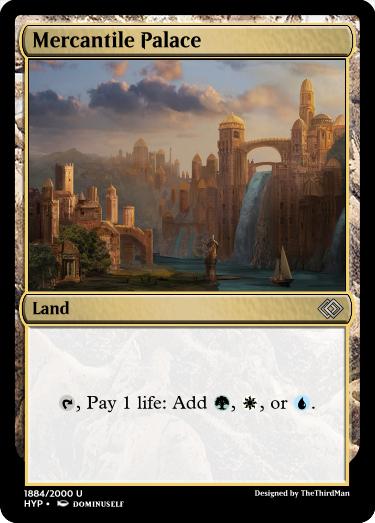 Mercantile Palace
Land
, Pay 1 life: Add , , or .
1884/2000 U
Designed by TheThirdMan
HYP • DOMINUSELF